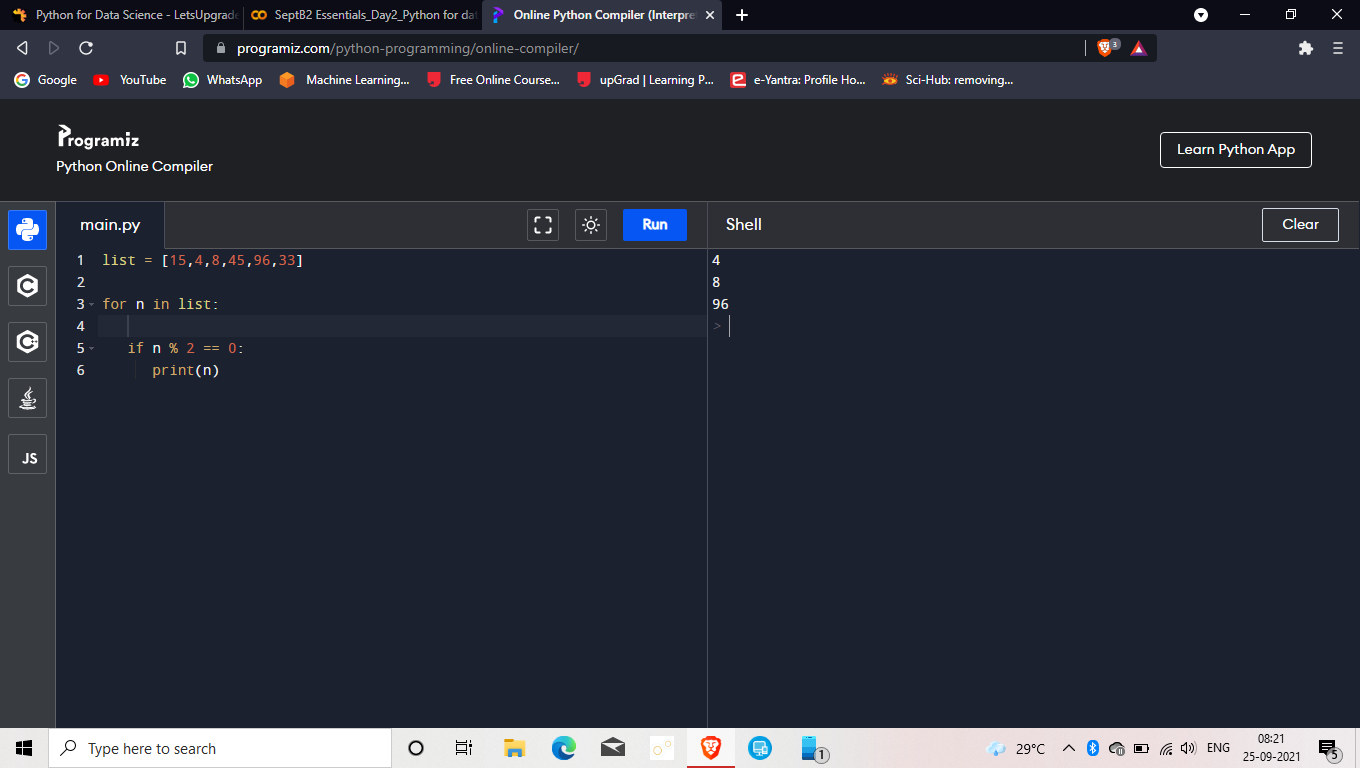 Python for Data Science - LetsUpgrade
SeptB2 Essentials_Day2_Python for dat
Online Python Compiler (Interpre
programiz.com/python-programming/online-compiler/
3
Google
YouTube
WhatsApp
Machine Learning...
Free Online Course...
upGrad | Learning P...
e-Yantra: Profile Ho...
Sci-Hub: removing...
Programiz
Python Online Compiler
Learn Python App
main.py
Run
Shell
Clear
JS
1 list = [15,4,8,45,96,33]
2
3 for n in list:
4
5    if n % 2 == 0:
6       print(n)
4
8
96
>
Type here to search
1
29°C
ENG
08:21
25-09-2021
5